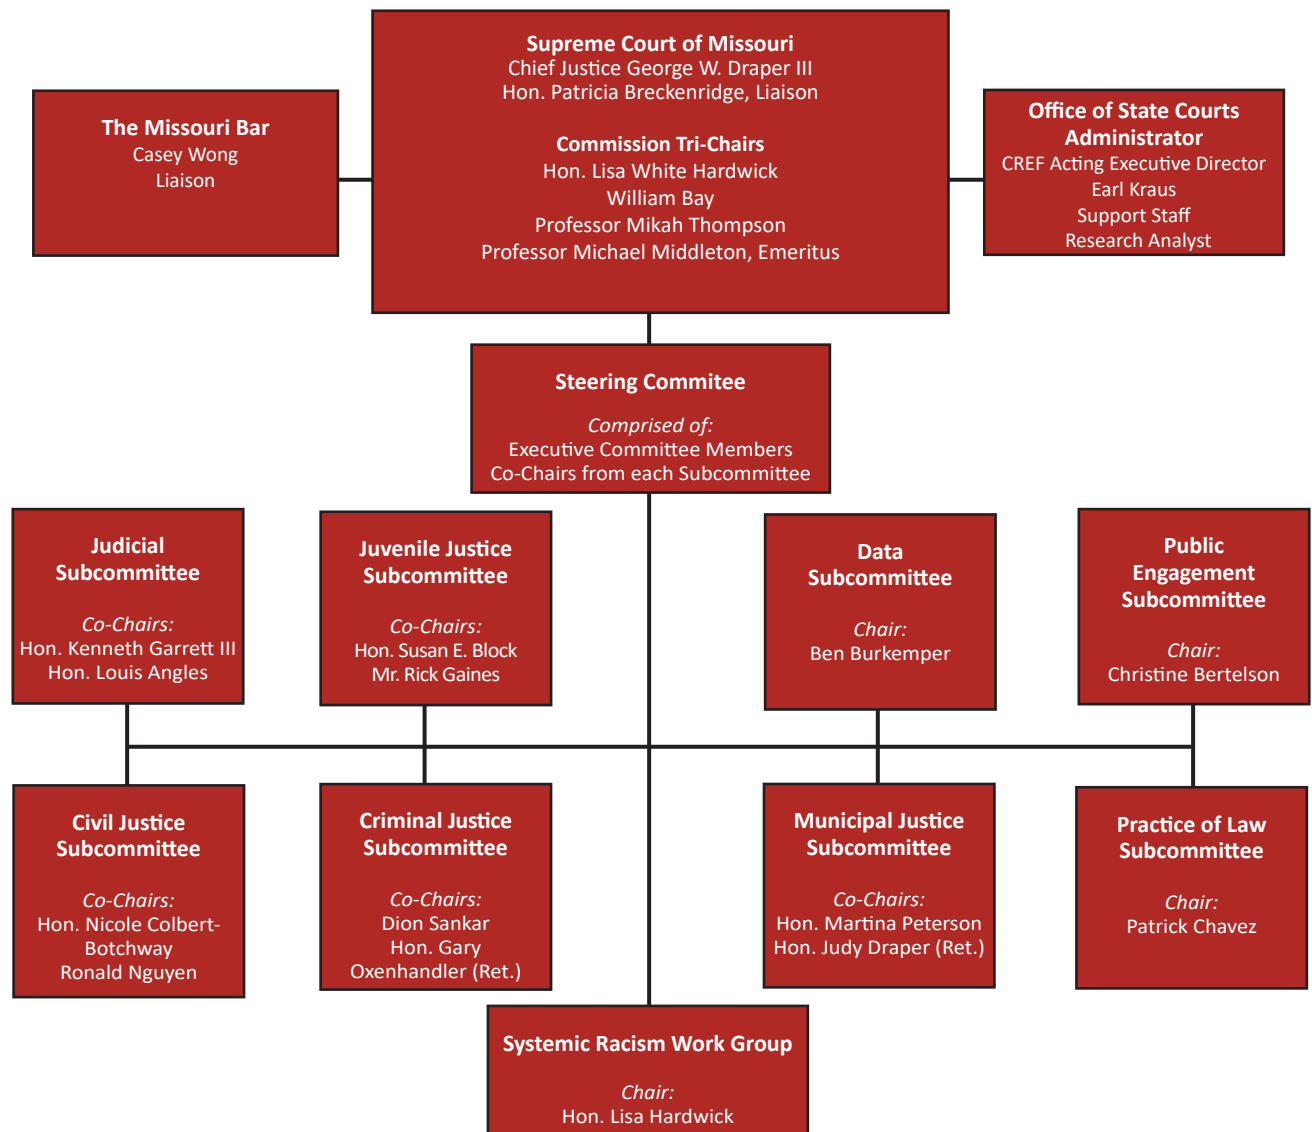 Supreme Court of Missouri
Chief Justice George W. Draper III
Hon. Patricia Breckenridge, Liaison
Commission Tri-Chairs
Hon. Lisa White Hardwick
William Bay
Professor Mikah Thompson
Professor Michael Middleton, Emeritus
The Missouri Bar
Casey Wong
Liaison
Office of State Courts
Administrator
CREF Acting Executive Director
Earl Kraus
Support Staff
Research Analyst
Steering Commitee
Comprised of:
Executive Committee Members
Co-Chairs from each Subcommittee
Judicial
Subcommittee
Co-Chairs:
Hon. Kenneth Garrett III
Hon. Louis Angles
Juvenile Justice
Subcommittee
Co-Chairs:
Hon. Susan E. Block
Mr. Rick Gaines
Data
Subcommittee
Chair:
Ben Burkemper
Public
Engagement
Subcommittee
Chair:
Christine Bertelson
Civil Justice
Subcommittee
Co-Chairs:
Hon. Nicole Colbert-
Botchway
Ronald Nguyen
Criminal Justice
Subcommittee
Co-Chairs:
Dion Sankar
Hon. Gary
Oxenhandler (Ret.)
Municipal Justice
Subcommittee
Co-Chairs:
Hon. Martina Peterson
Hon. Judy Draper (Ret.)
Practice of Law
Subcommittee
Chair:
Patrick Chavez
Systemic Racism Work Group
Chair:
Hon. Lisa Hardwick